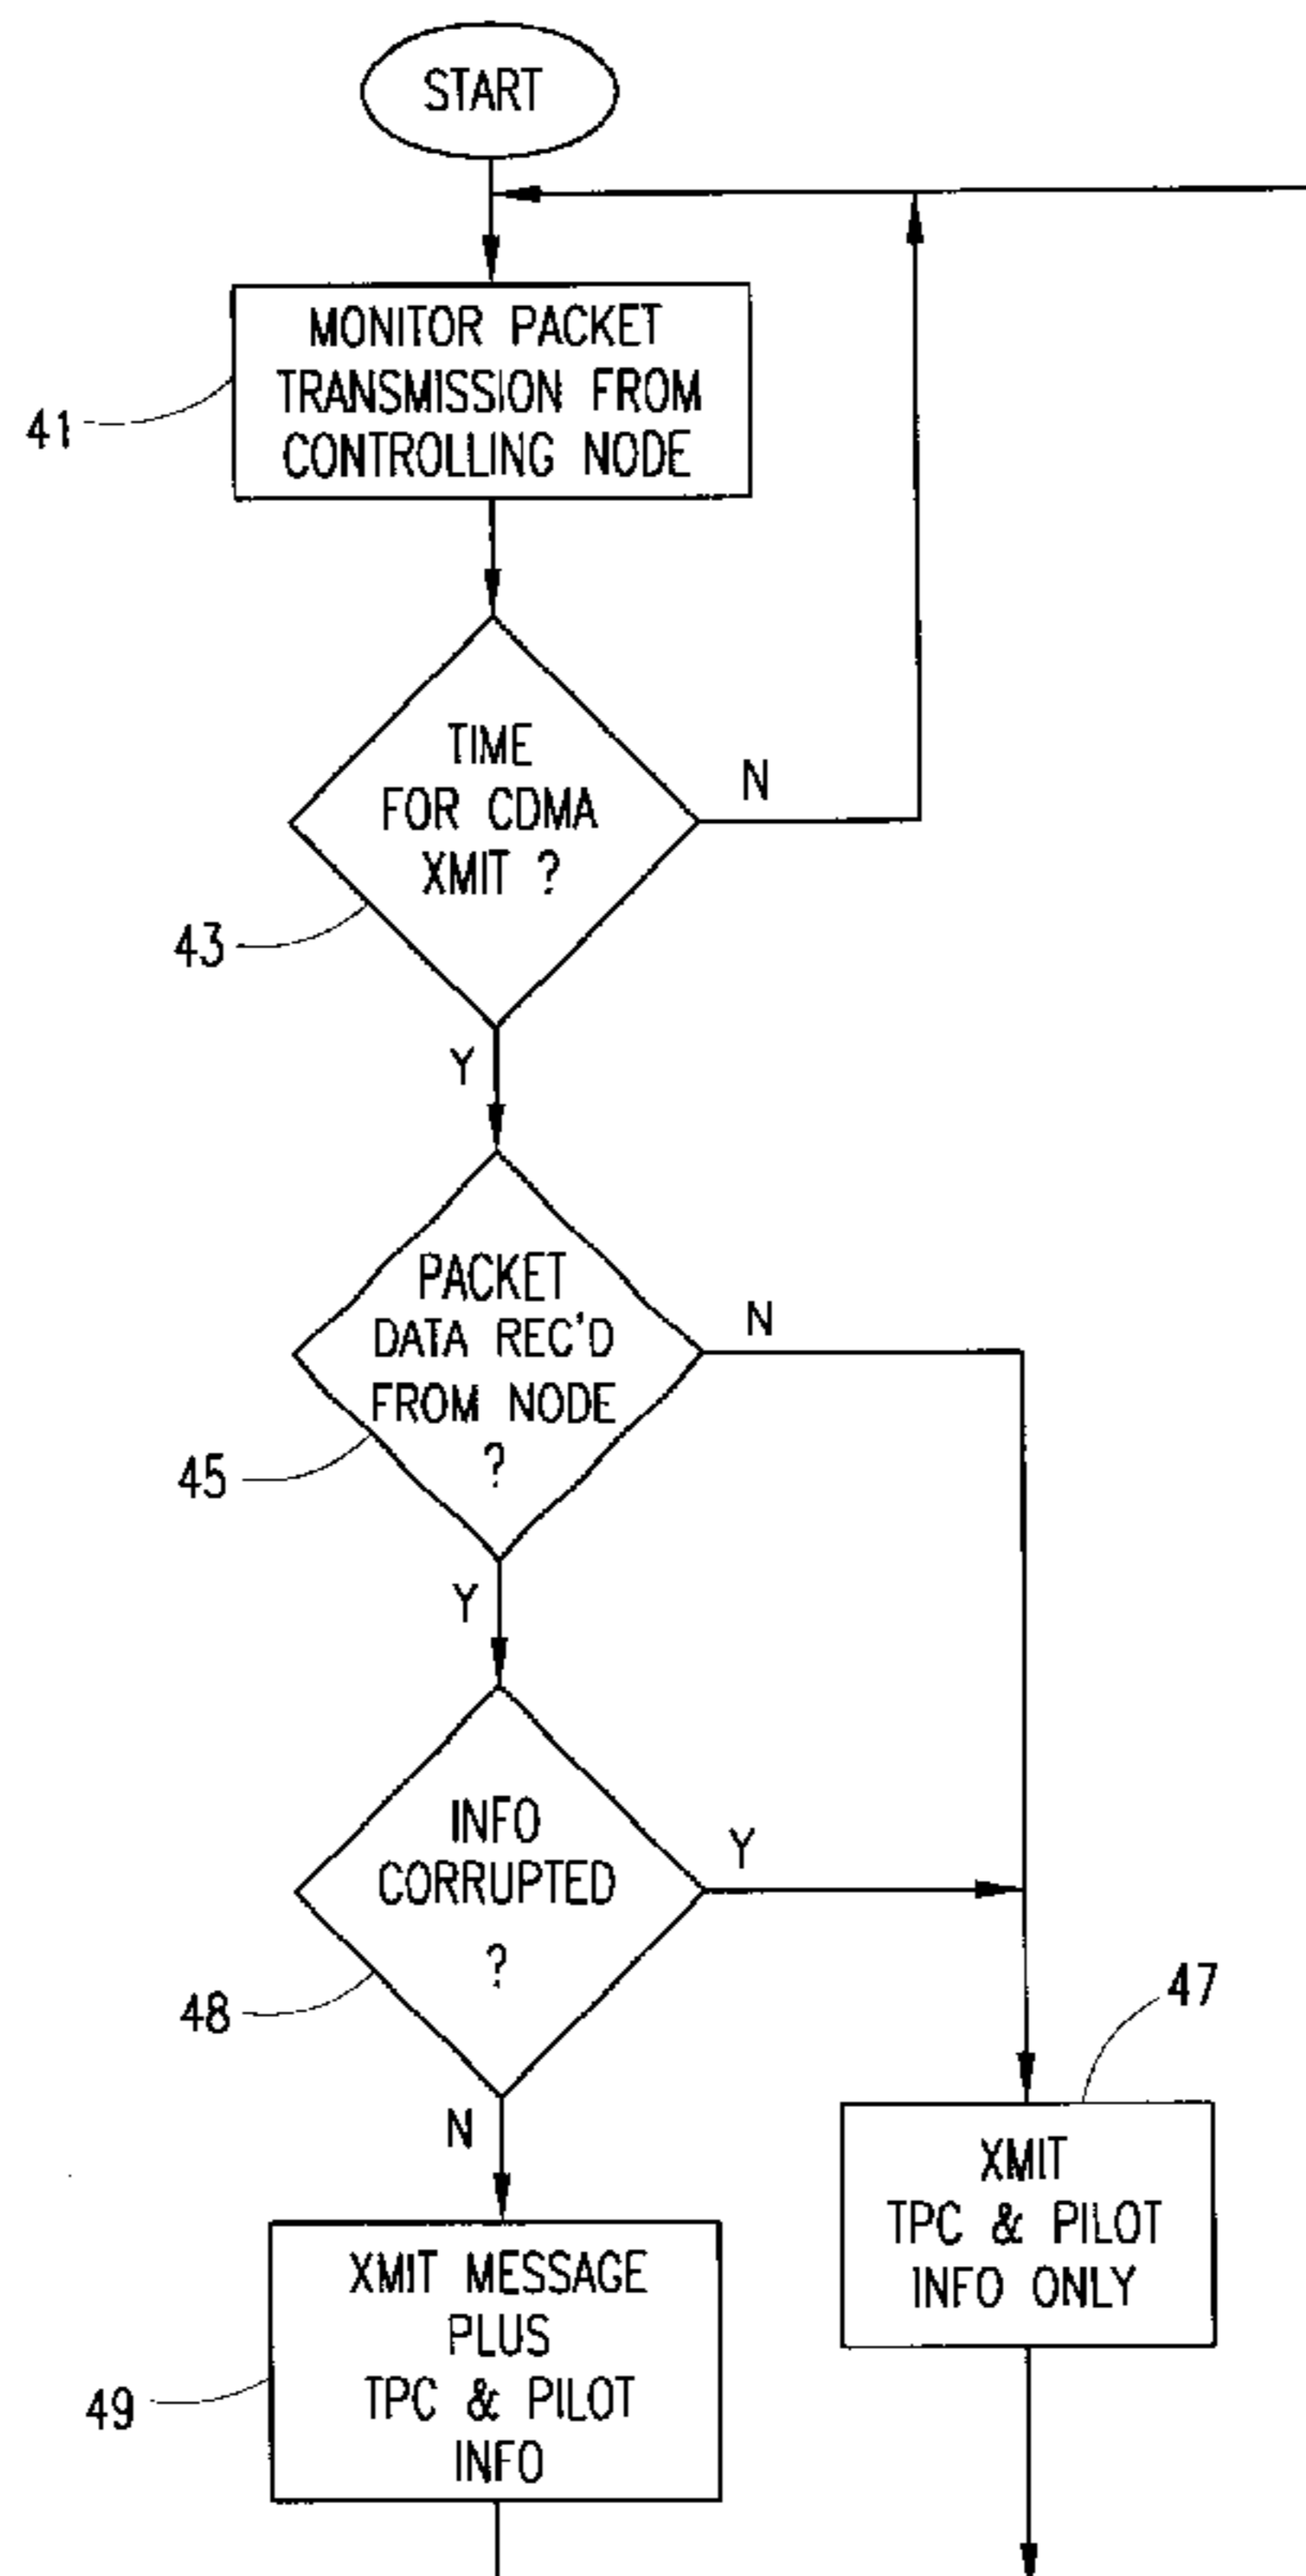 START
MONITOR PACKET
TRANSMISSION FROM
CONTROLLING NODE
41
TIME
FOR CDMA
XMIT ?
N
43
Y
PACKET
DATA REC'D
FROM NODE
?
N
45
Y
INFO
CORRUPTED
?
Y
48
N
47
XMIT
TPC & PILOT
INFO ONLY
XMIT MESSAGE
PLUS
TPC & PILOT
INFO
49